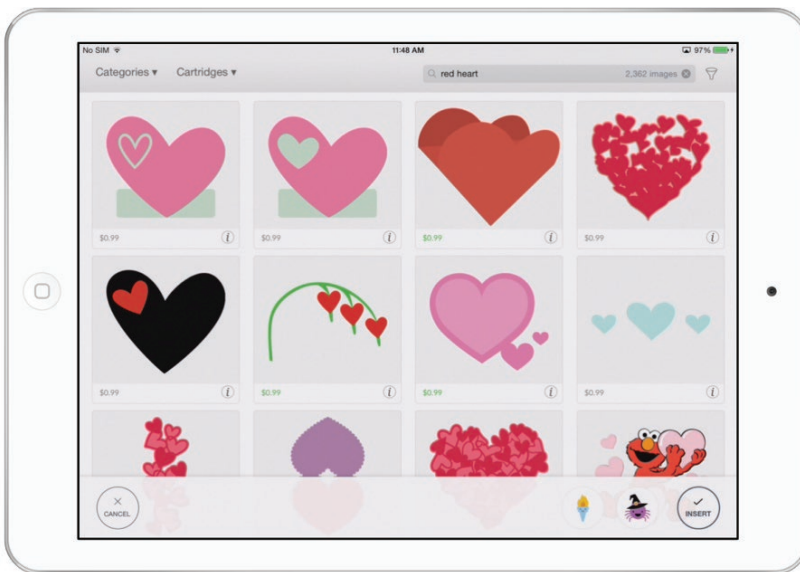 No SIM
11:48 AM
97%
Categories ▾
Cartridges ▾
red heart
2,362 images
$0.99
$0.99
$0.99
$0.99
$0.99
$0.99
$0.99
$0.99
CANCEL
INSERT